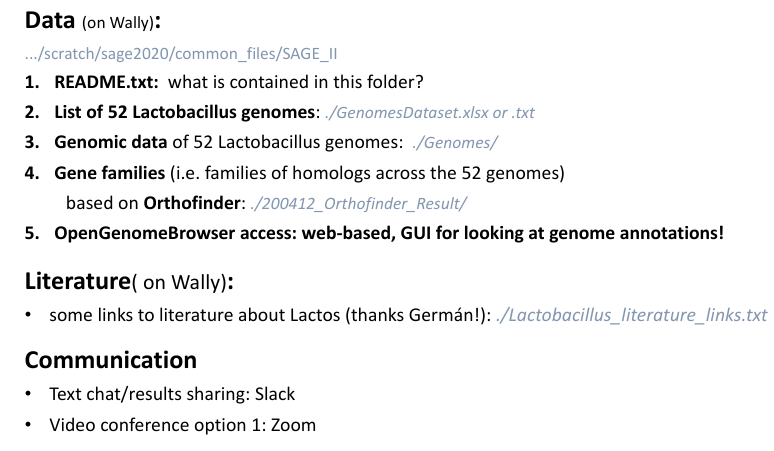 Data (on Wally):
.../scratch/sage2020/common_files/SAGE_II
1. README.txt: what is contained in this folder?
2. List of 52 Lactobacillus genomes: ./GenomesDataset.xlsx or .txt
3. Genomic data of 52 Lactobacillus genomes: ./Genomes/
4. Gene families (i.e. families of homologs across the 52 genomes)
based on Orthofinder: ./200412_Orthofinder_Result/
5. OpenGenomeBrowser access: web-based, GUI for looking at genome annotations!
Literature( on Wally):
• some links to literature about Lactos (thanks Germán!): ./Lactobacillus_literature_links.txt
Communication
• Text chat/results sharing: Slack
• Video conference option 1: Zoom